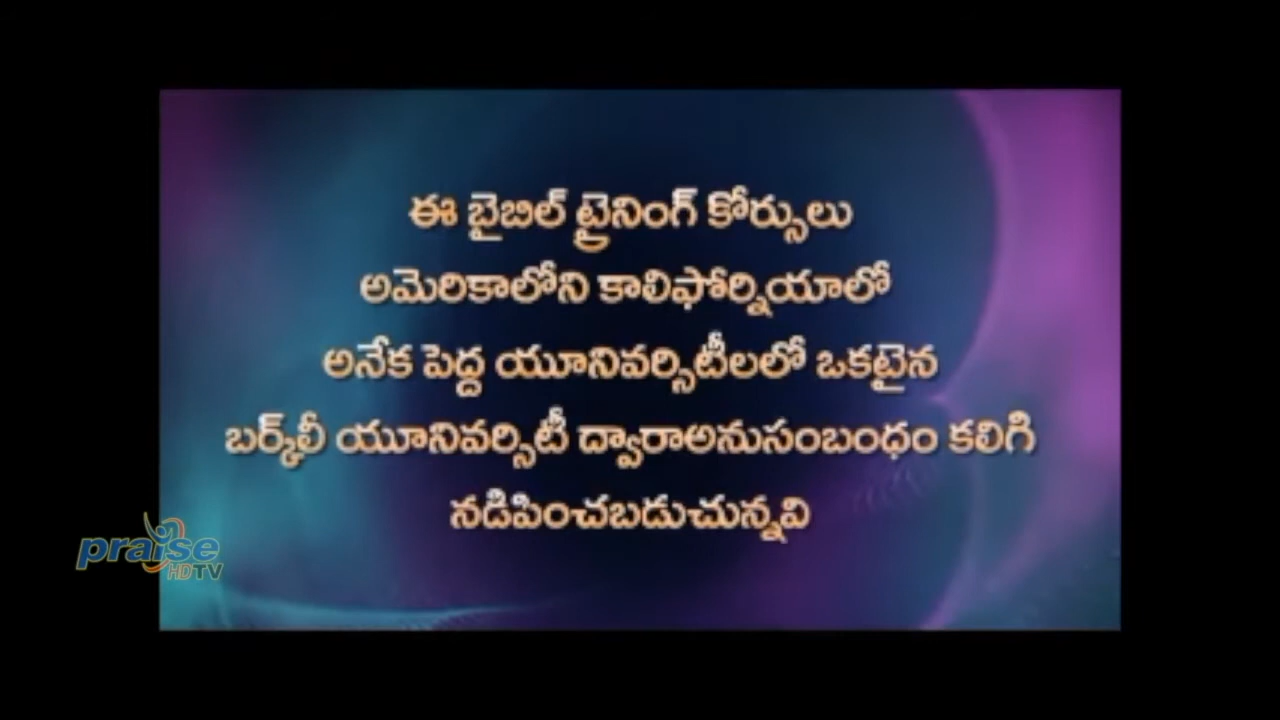 ఈ బైబిల్ ట్రైనింగ్ కోర్సులు
అమెరికాలోని కాలిఫోర్నియాలో
అనేక పెద్ద యూనివర్సిటీలలో ఒకటైన
బర్క్‌లీ యూనివర్సిటీ ద్వారాఅనుసంబంధం కలిగి
నడిపించబడుచున్నవి
praise
HDTV